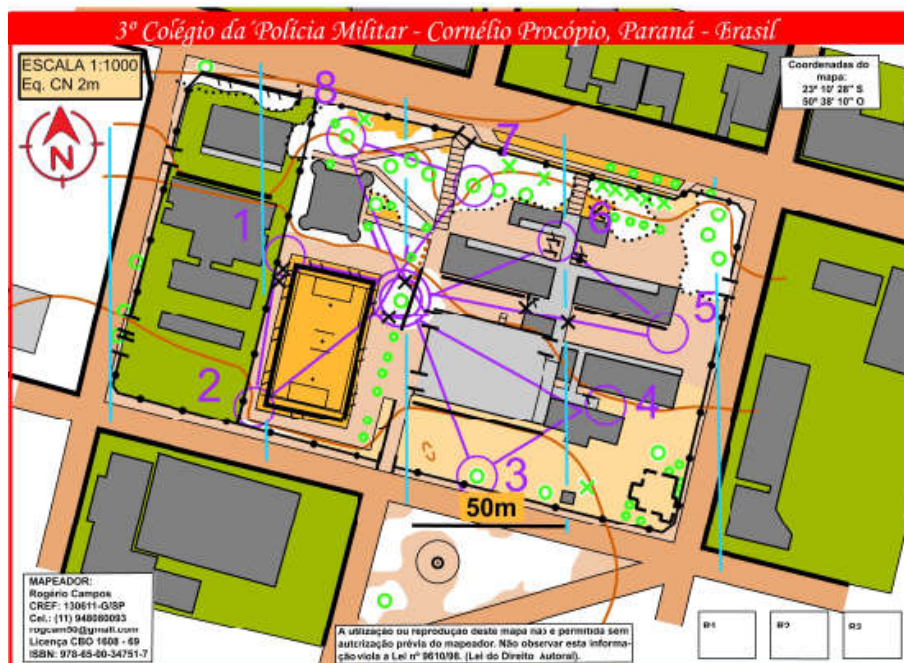 3º Colégio da Polícia Militar - Cornélio Procópio, Paraná - Brasil
ESCALA 1:1000
Eq. CN 2m
Coordenadas do
mapa:
23º 10' 28" S
50º 38' 10" O
N
8
7
1
6
5
2
4
3
50m
MAPEADOR:
Rogério Campos
CREF: 130611-G/SP
Cel.: (11) 948080093
rogcam80@gmail.com
Licença CBO 1608 - 69
ISBN: 978-65-00-34751-7
A utilização ou reprodução deste mapa não é permitida sem
autorização prévia do mapeador. Não observar esta informa-
ção viola a Lei nº 9610/98. (Lei do Direito Autoral).
R1
R2
R3